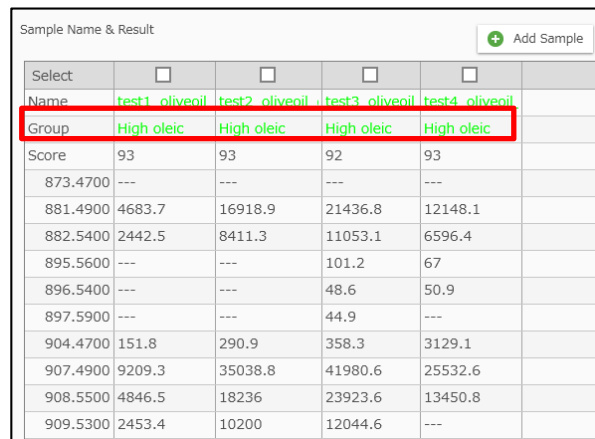 Sample Name & Result
Add Sample
Select
Name test1_oliveoil test2_oliveoil test3_oliveoil test4_oliveoil
Group High oleic High oleic High oleic High oleic
Score 93 93 92 93
873.4700 --- --- --- ---
881.4900 4683.7 16918.9 21436.8 12148.1
882.5400 2442.5 8411.3 11053.1 6596.4
895.5600 --- --- 101.2 67
896.5400 --- --- 48.6 50.9
897.5900 --- --- 44.9 ---
904.4700 151.8 290.9 358.3 3129.1
907.4900 9209.3 35038.8 41980.6 25532.6
908.5500 4846.5 18236 23923.6 13450.8
909.5300 2453.4 10200 12044.6 ---